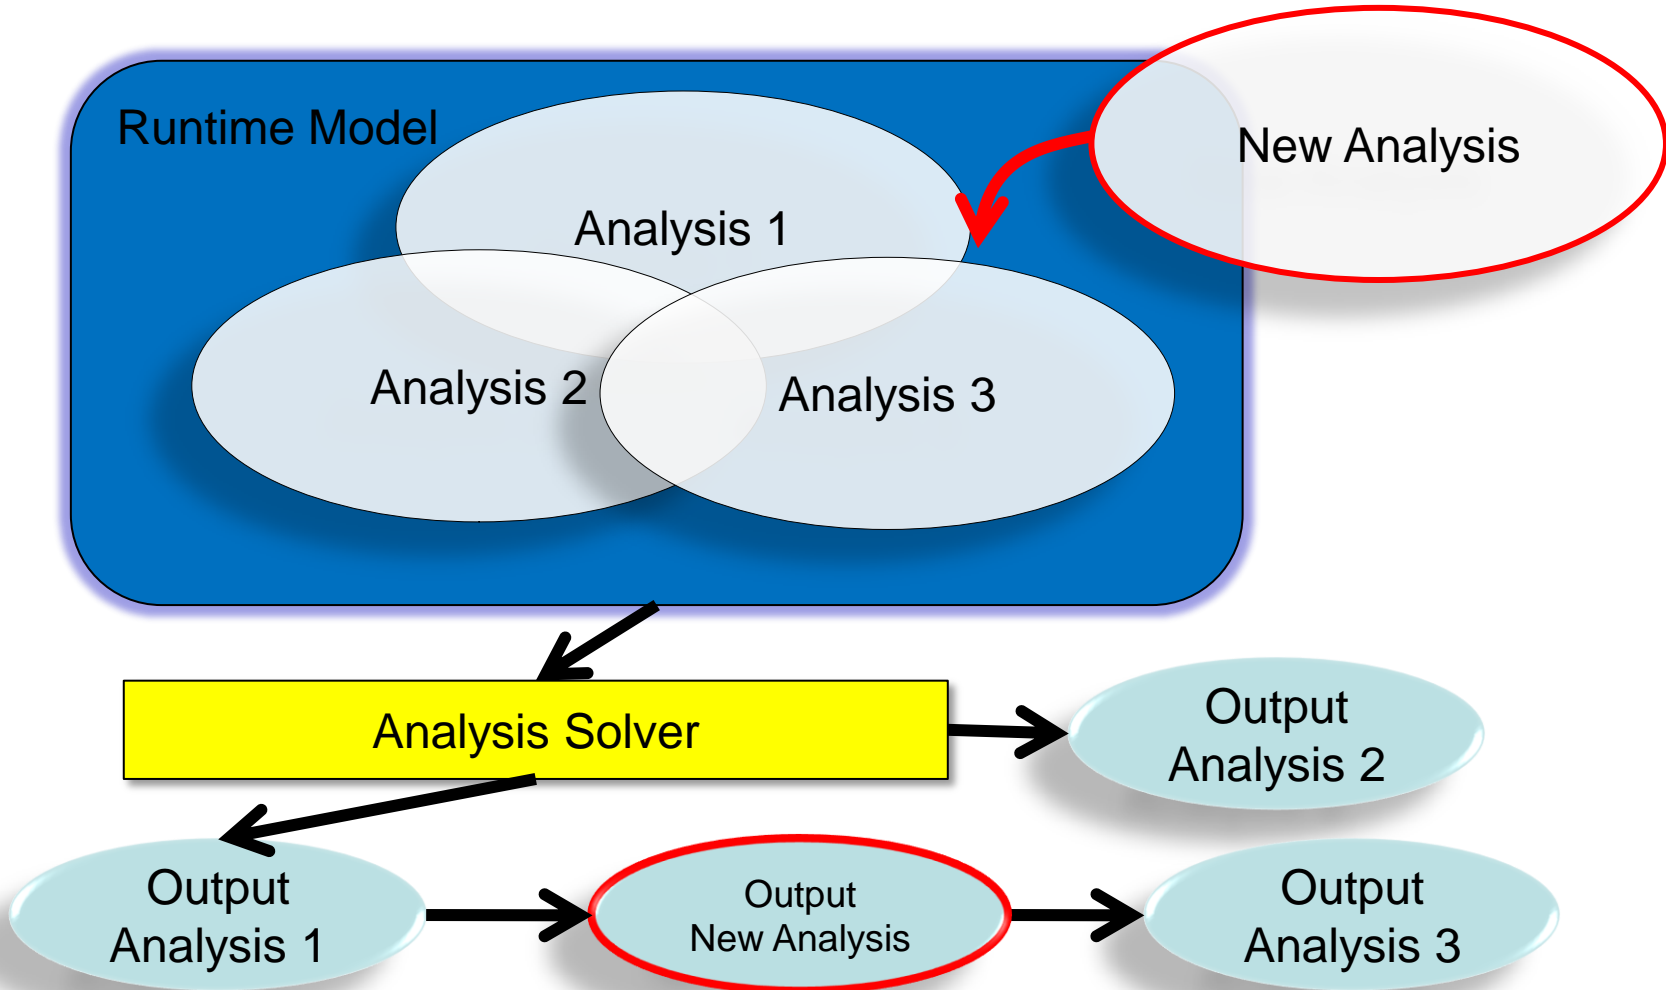 Runtime Model
New Analysis
Analysis 1
Analysis 2
Analysis 3
Analysis Solver
Output
Analysis 2
Output
Analysis 1
Output
New Analysis
Output
Analysis 3